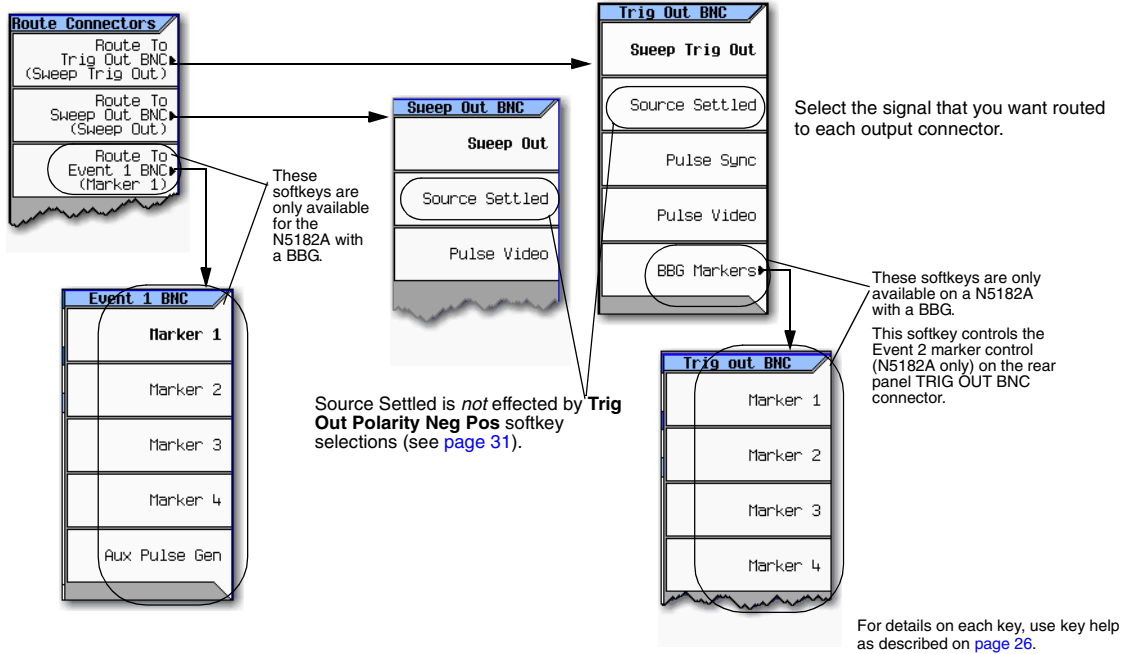 Route Connectors
Route To
Trig Out BNC
(Sweep Trig Out)
Route To
Sweep Out BNC
(Sweep Out)
Route To
Event 1 BNC
(Marker 1)
These
softkeys are
only available
for the
N5182A with
a BBG.
Event 1 BNC
Marker 1
Marker 2
Marker 3
Marker 4
Aux Pulse Gen
Sweep Out BNC
Sweep Out
Source Settled
Pulse Video
Source Settled is not effected by Trig
Out Polarity Neg Pos softkey
selections (see page 31).
Trig Out BNC
Sweep Trig Out
Source Settled
Pulse Sync
Pulse Video
BBG Markers
Select the signal that you want routed
to each output connector.
These softkeys are only
available on a N5182A
with a BBG.
This softkey controls the
Event 2 marker control
(N5182A only) on the rear
panel TRIG OUT BNC
connector.
Trig out BNC
Marker 1
Marker 2
Marker 3
Marker 4
For details on each key, use key help
as described on page 26.